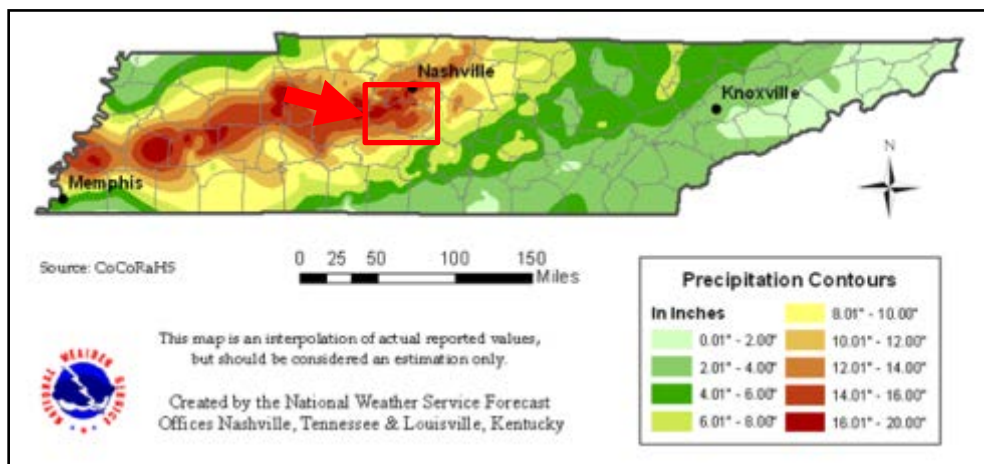 Nashville
Knoxville
Memphis
N
Source: CoCoRaHS
0 25 50 100 150
Miles
This map is an interpolation of actual reported values,
but should be considered an estimation only.
NATIONAL WEATHER SERVICE
Created by the National Weather Service Forecast
Offices Nashville, Tennessee & Louisville, Kentucky
Precipitation Contours
In Inches
0.01" - 2.00"
2.01" - 4.00"
4.01" - 6.00"
6.01" - 8.00"
8.01" - 10.00"
10.01" - 12.00"
12.01" - 14.00"
14.01" - 16.00"
16.01" - 20.00"